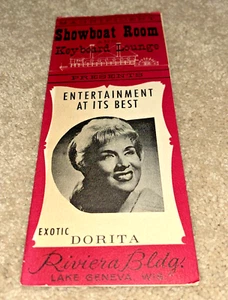 Showboat Room
Keyboard Lounge
PRESENTS
ENTERTAINMENT
AT ITS BEST
EXOTIC DORITA
Riviera Bldg.
LAKE GENEVA, WIS.